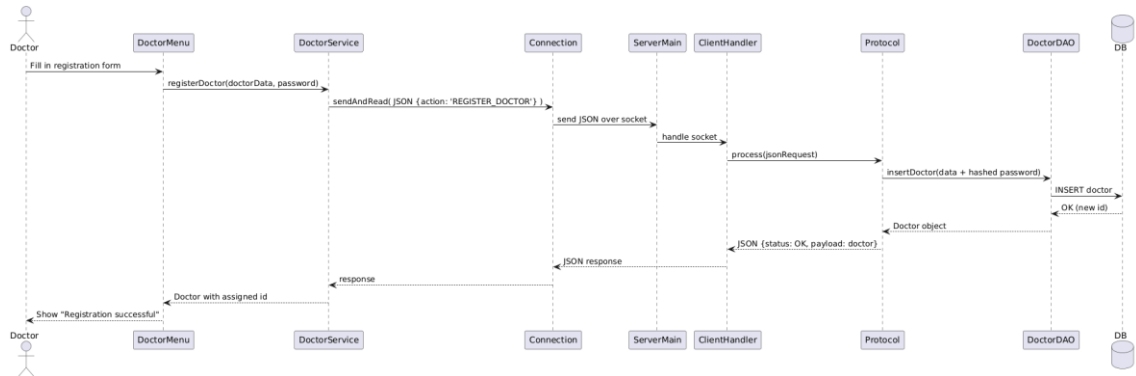 Doctor
DoctorMenu
DoctorService
Connection
ServerMain
ClientHandler
Protocol
DoctorDAO
DB
Fill in registration form
registerDoctor(doctorData, password)
sendAndRead( JSON {action: 'REGISTER_DOCTOR'} )
send JSON over socket
handle socket
process(jsonRequest)
insertDoctor(data + hashed password)
INSERT doctor
OK (new id)
Doctor object
JSON {status: OK, payload: doctor}
JSON response
response
Doctor with assigned id
Show "Registration successful"
Doctor
DoctorMenu
DoctorService
Connection
ServerMain
ClientHandler
Protocol
DoctorDAO
DB